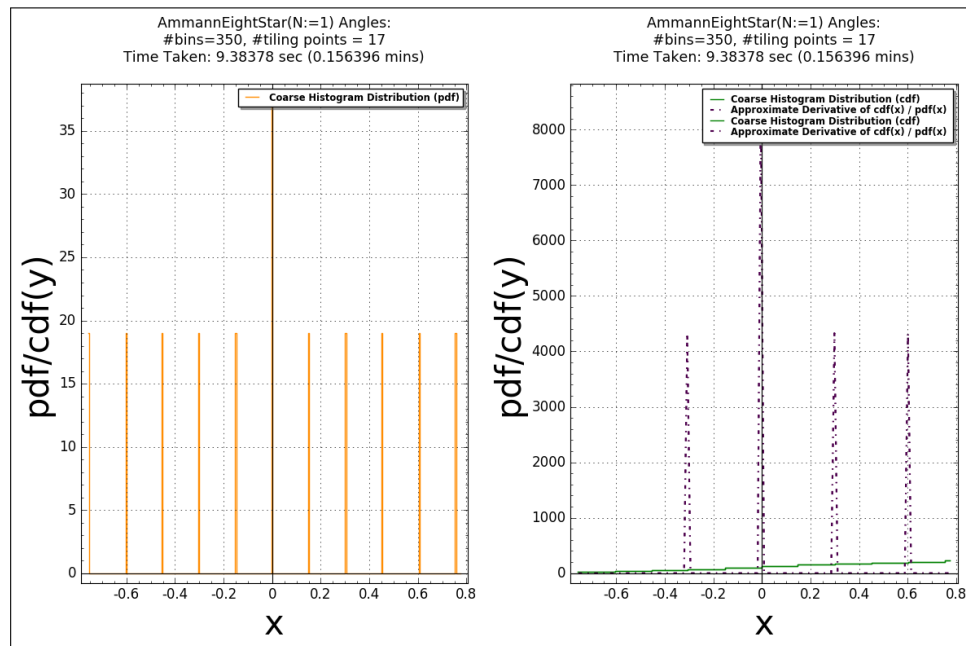 AmmannEightStar(N:=1) Angles:
#bins=350, #tiling points = 17
Time Taken: 9.38378 sec (0.156396 mins)
Coarse Histogram Distribution (pdf)
35
30
25
20
15
10
5
0
pdf/cdf(y)
-0.6
-0.4
-0.2
0
0.2
0.4
0.6
0.8
x
AmmannEightStar(N:=1) Angles:
#bins=350, #tiling points = 17
Time Taken: 9.38378 sec (0.156396 mins)
Coarse Histogram Distribution (cdf)
Approximate Derivative of cdf(x) / pdf(x)
Coarse Histogram Distribution (cdf)
Approximate Derivative of cdf(x) / pdf(x)
8000
7000
6000
5000
4000
3000
2000
1000
0
pdf/cdf(y)
-0.6
-0.4
-0.2
0
0.2
0.4
0.6
0.8
x